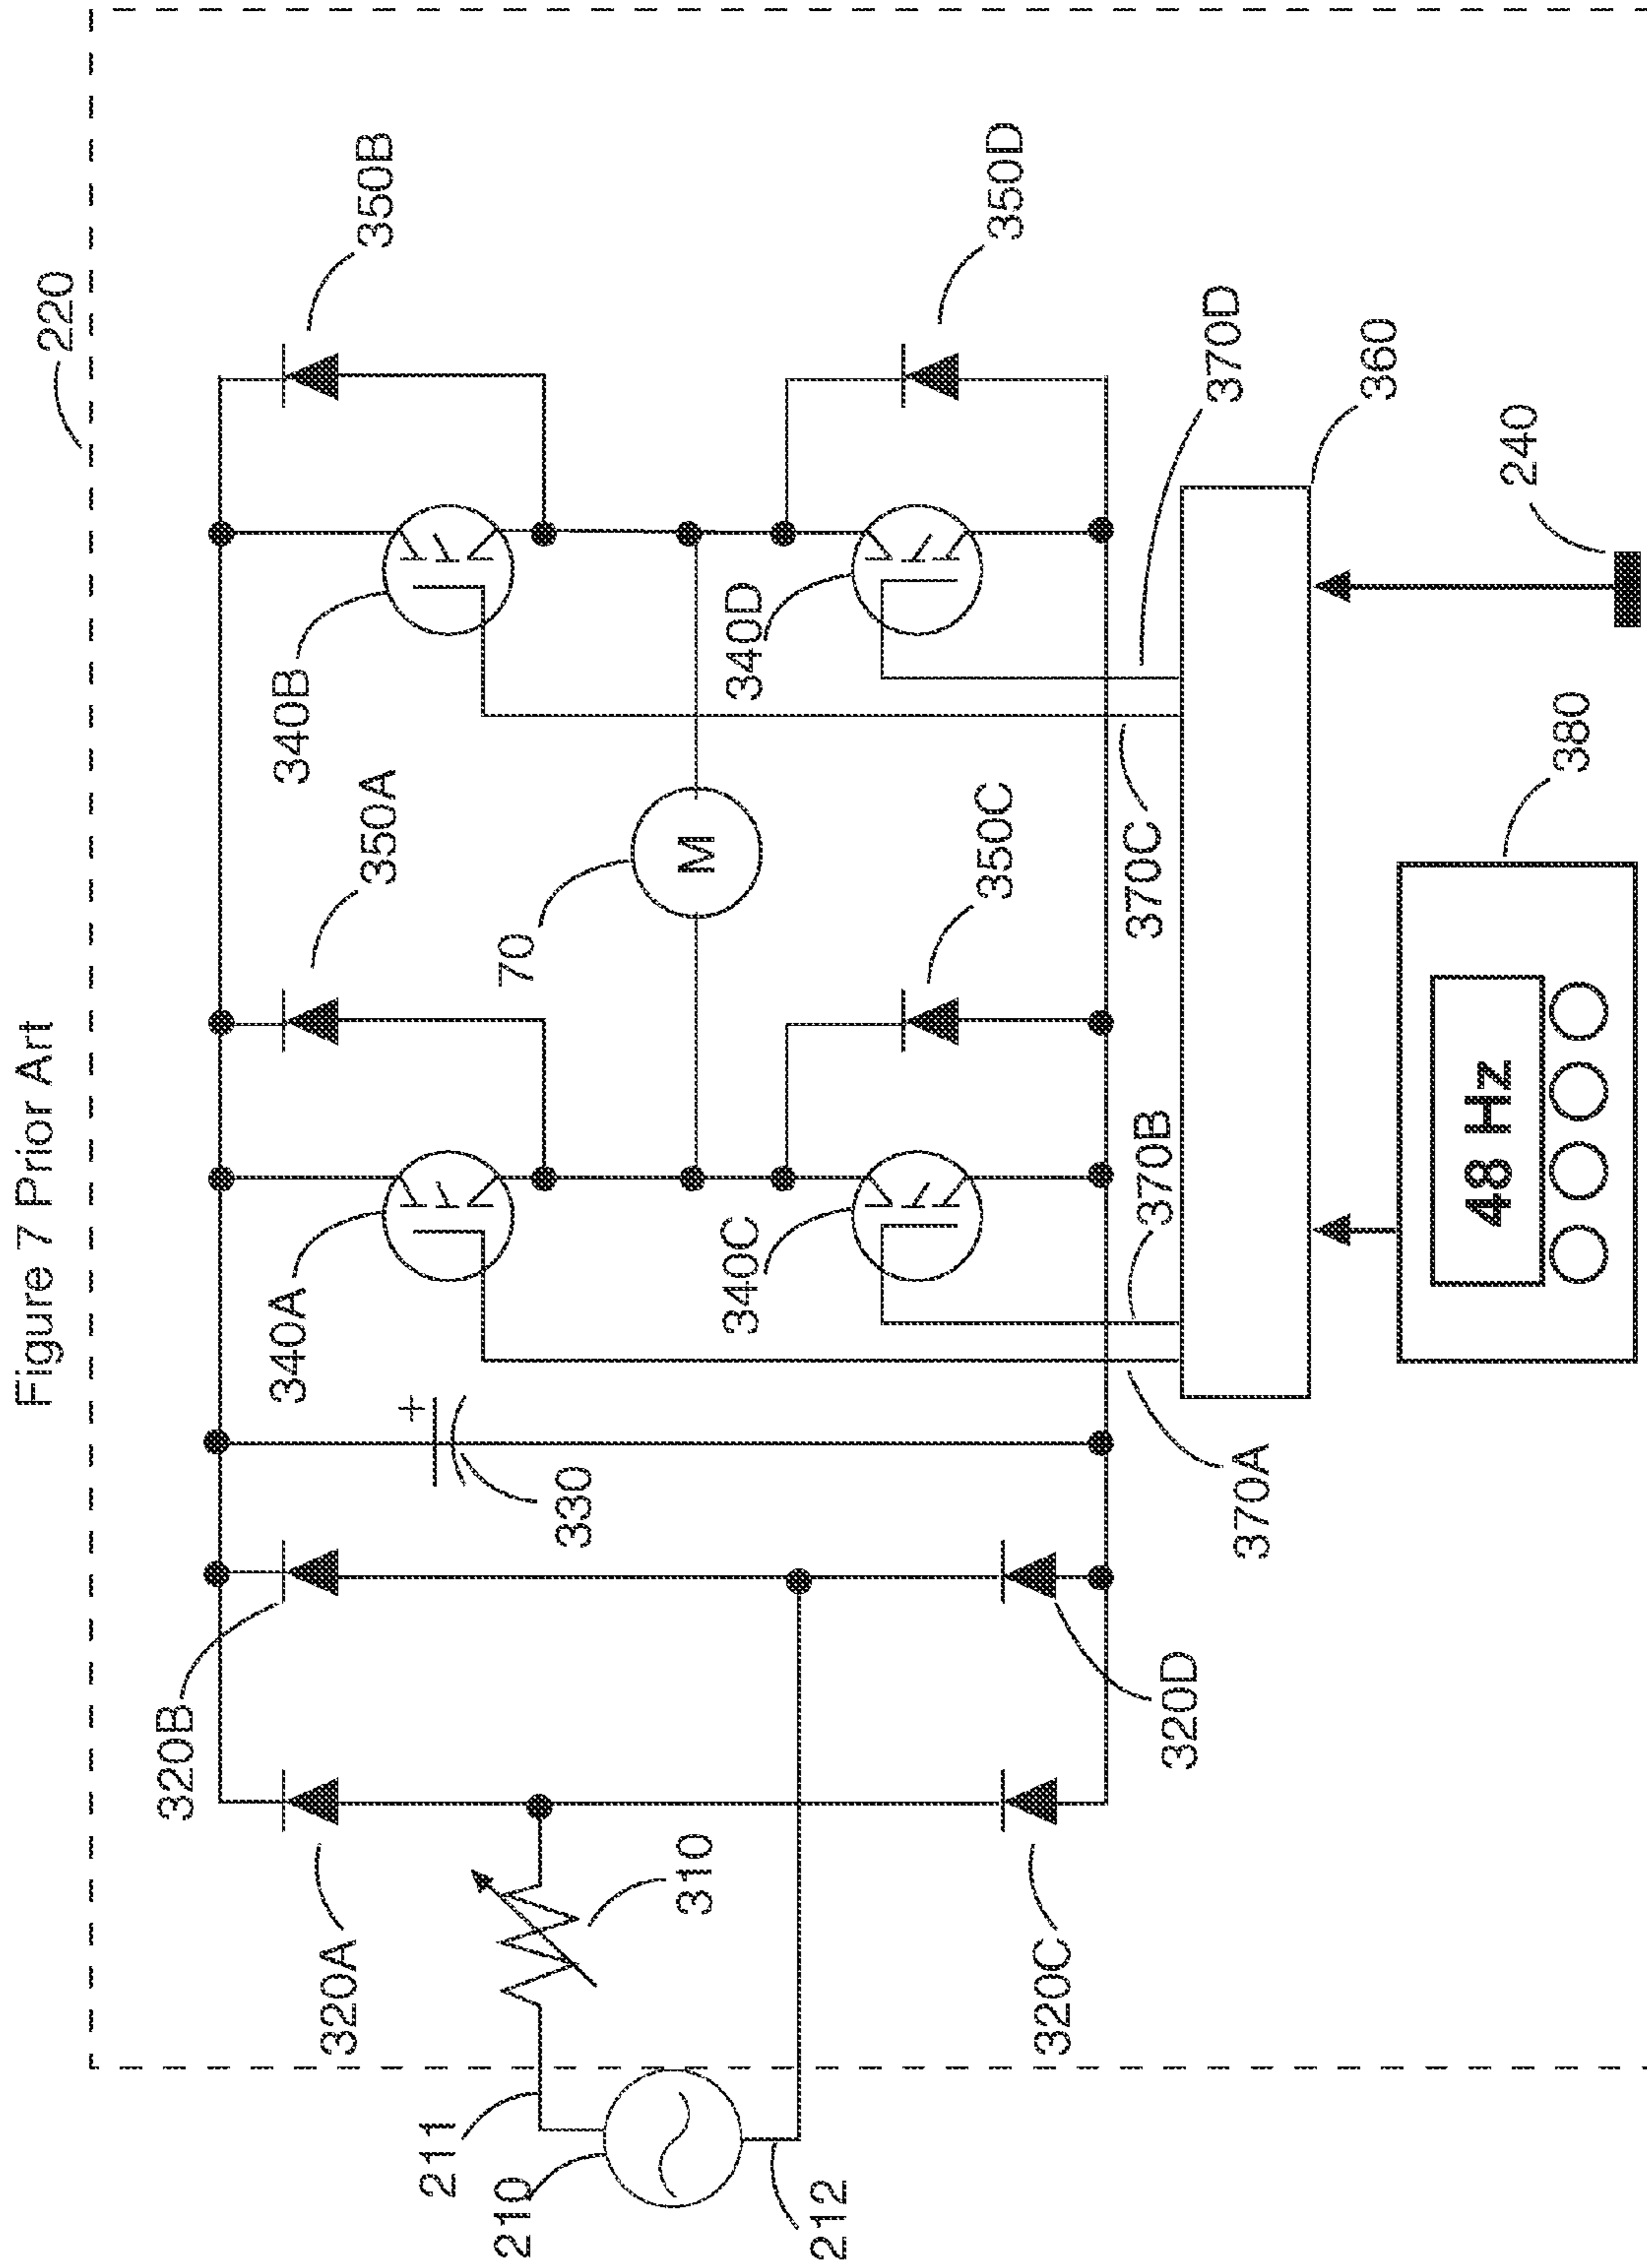 Figure 7 Prior Art
220
350B
350D
340B
340D
370D
360
240
350A
70
M
350C
370C
380
340A
340C
370B
48 Hz
+
330
370A
320B
320D
320A
310
320C
211
210
212